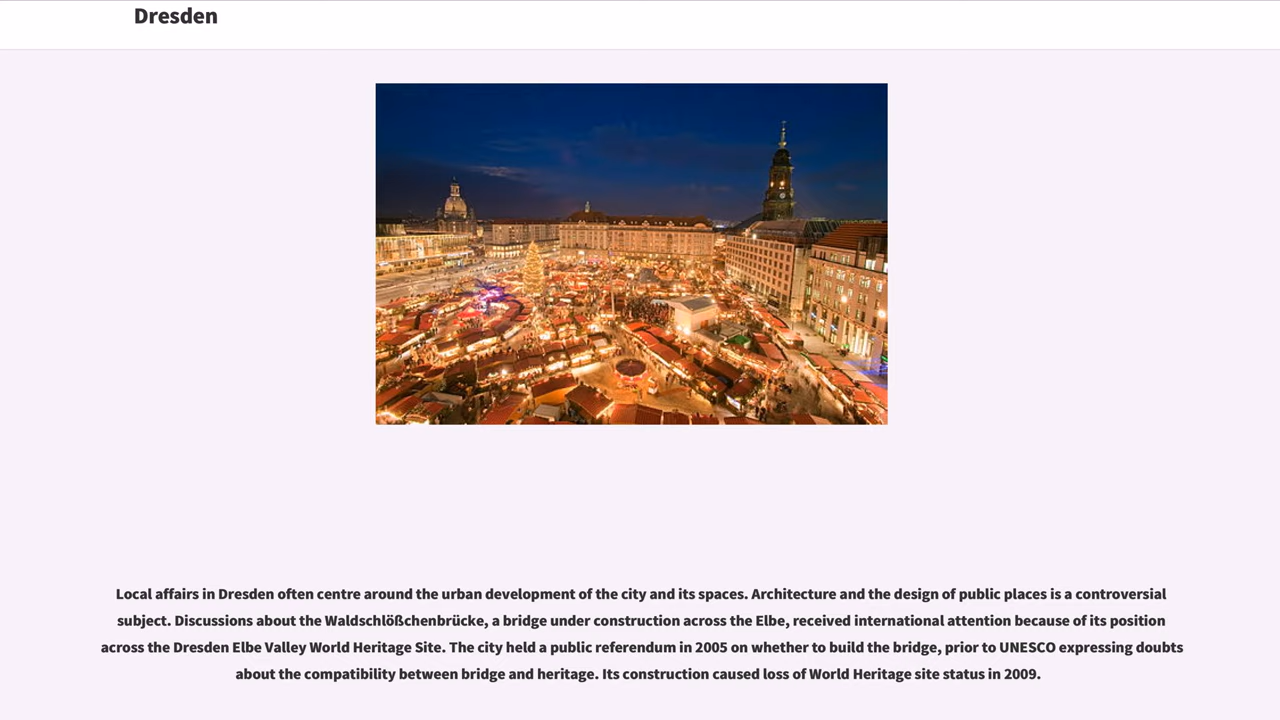 Dresden
Local affairs in Dresden often centre around the urban development of the city and its spaces. Architecture and the design of public places is a controversial
subject. Discussions about the Waldschlößchenbrücke, a bridge under construction across the Elbe, received international attention because of its position
across the Dresden Elbe Valley World Heritage Site. The city held a public referendum in 2005 on whether to build the bridge, prior to UNESCO expressing doubts
about the compatibility between bridge and heritage. Its construction caused loss of World Heritage site status in 2009.